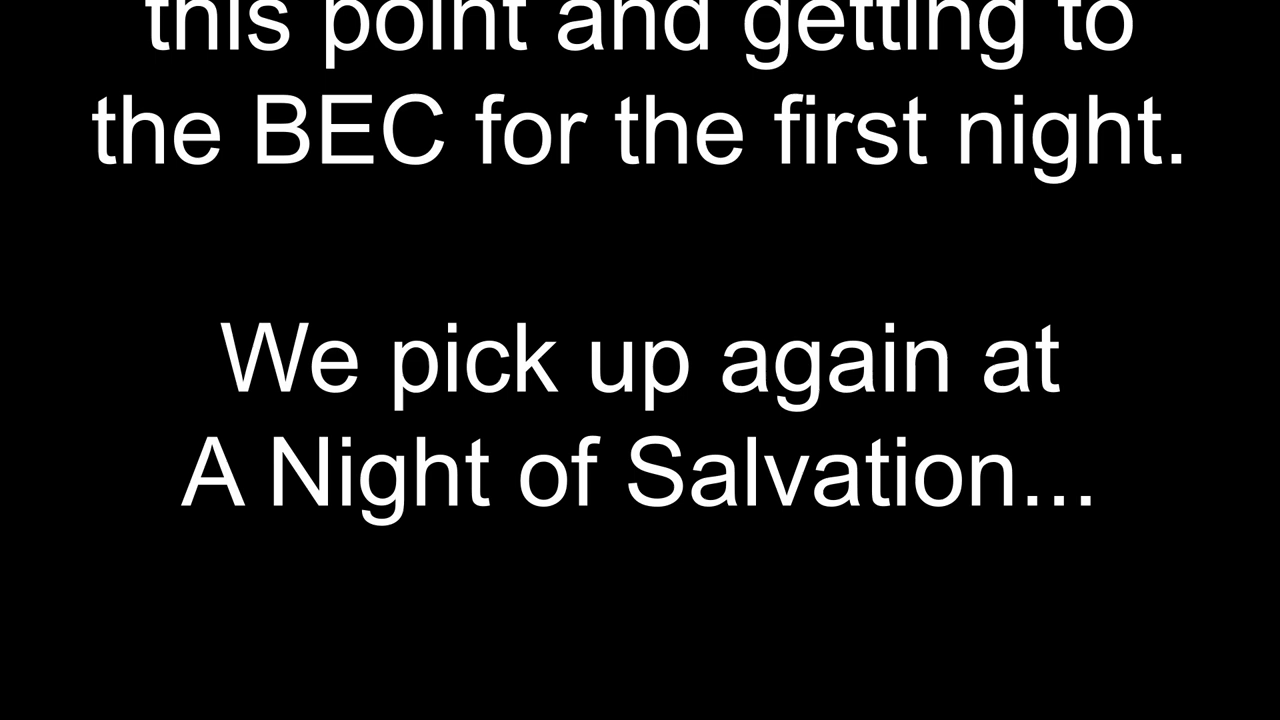 this point and getting to
the BEC for the first night.
We pick up again at
A Night of Salvation...